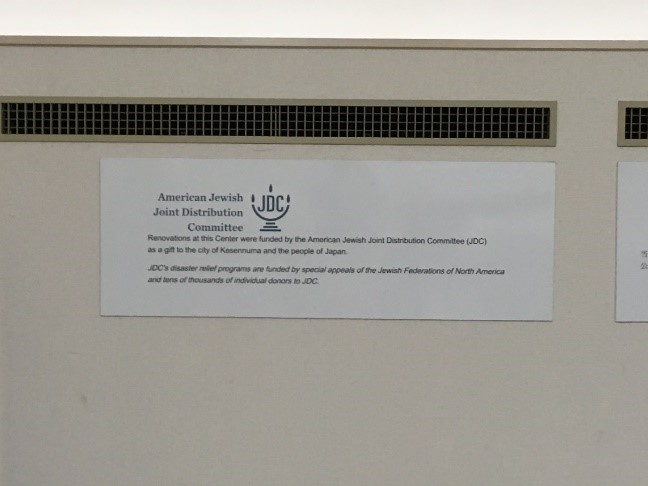 American Jewish
Joint Distribution
Committee
JDC
Renovations at this Center were funded by the American Jewish Joint Distribution Committee (JDC)
as a gift to the city of Kesennuma and the people of Japan.
JDC's disaster relief programs are funded by special appeals of the Jewish Federations of North America
and tens of thousands of individual donors to JDC.